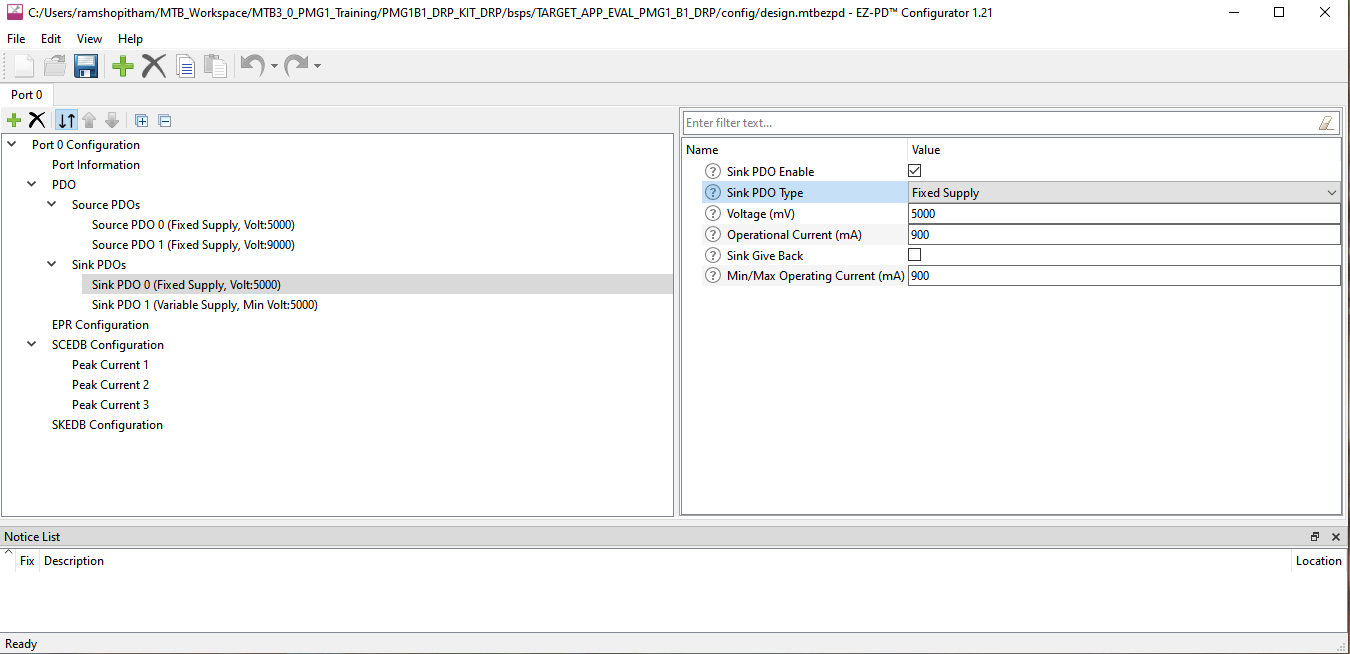 C:/Users/ramshopitham/MTB_Workspace/MTB3_0_PMG1_Training/PMG1B1_DRP_KIT_DRP/bsps/TARGET_APP_EVAL_PMG1_B1_DRP/config/design.mtbezpd - EZ-PD™ Configurator 1.21
File Edit View Help
Port 0
Port 0 Configuration
Port Information
PDO
Source PDOs
Source PDO 0 (Fixed Supply, Volt:5000)
Source PDO 1 (Fixed Supply, Volt:9000)
Sink PDOs
Sink PDO 0 (Fixed Supply, Volt:5000)
Sink PDO 1 (Variable Supply, Min Volt:5000)
EPR Configuration
SCEDB Configuration
Peak Current 1
Peak Current 2
Peak Current 3
SKEDB Configuration
Enter filter text...
Name Value
? Sink PDO Enable
? Sink PDO Type Fixed Supply
? Voltage (mV) 5000
? Operational Current (mA) 900
? Sink Give Back
? Min/Max Operating Current (mA) 900
Notice List
Fix Description Location
Ready